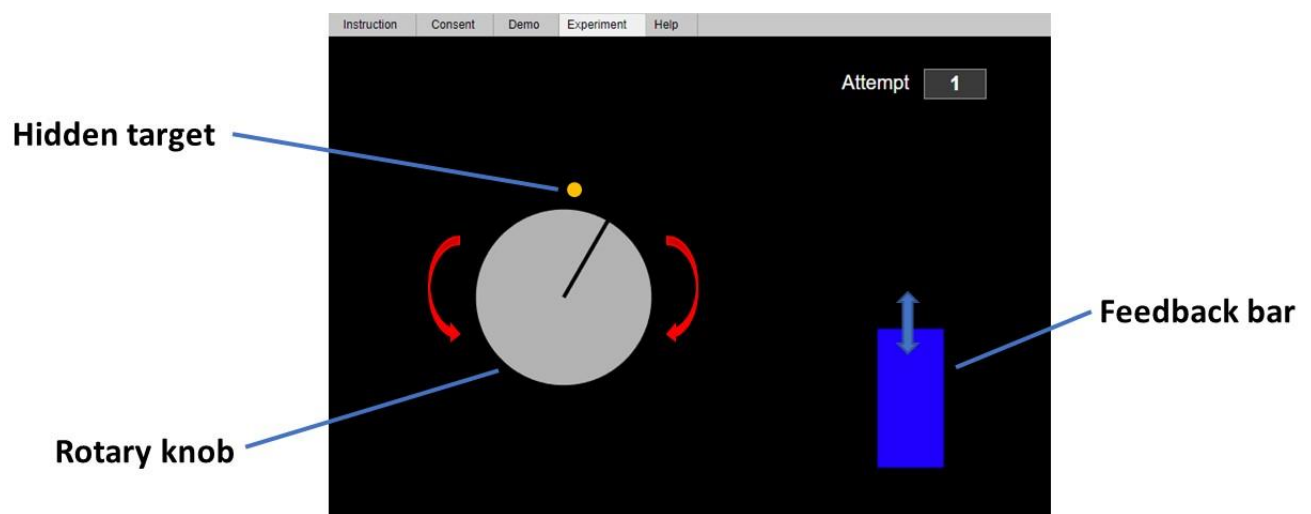 Instruction Consent Demo Experiment Help
Attempt 1
Hidden target
Feedback bar
Rotary knob